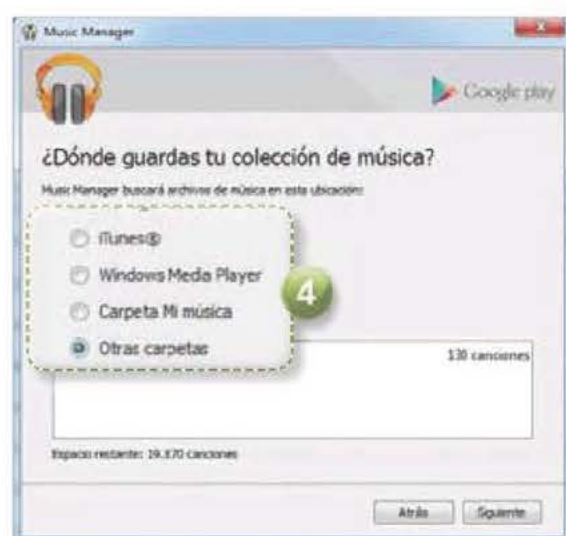 Music Manager
Google play
¿Dónde guardas tu colección de música?
Music Manager buscará archivos de música en esta ubicación:
iTunes®
Windows Media Player
Carpeta Mi música
Otras carpetas
4
130 canciones
Espacio restante: 19.870 canciones
Atrás
Siguiente